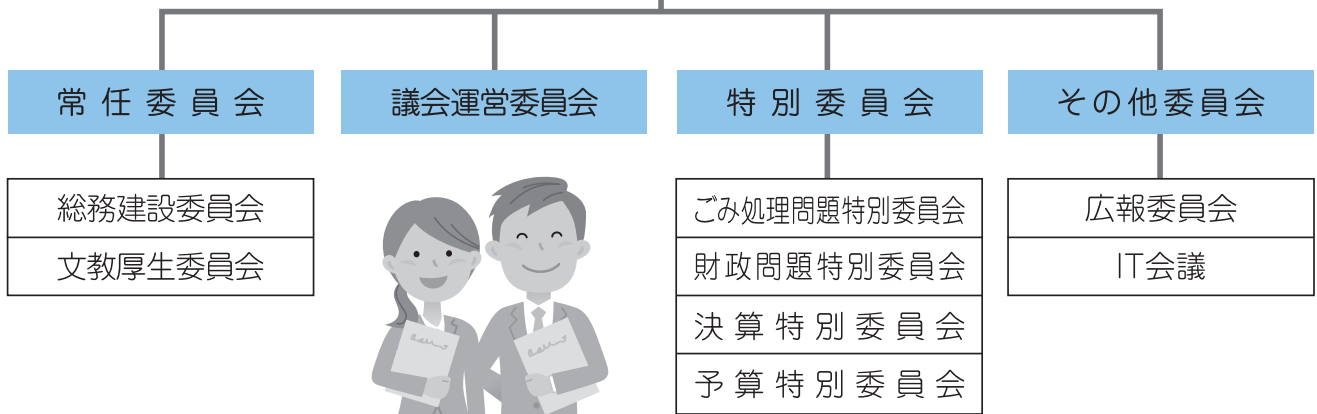 常任委員会
議会運営委員会
特別委員会
その他委員会
総務建設委員会
文教厚生委員会
ごみ処理問題特別委員会
財政問題特別委員会
決算特別委員会
予算特別委員会
広報委員会
IT会議